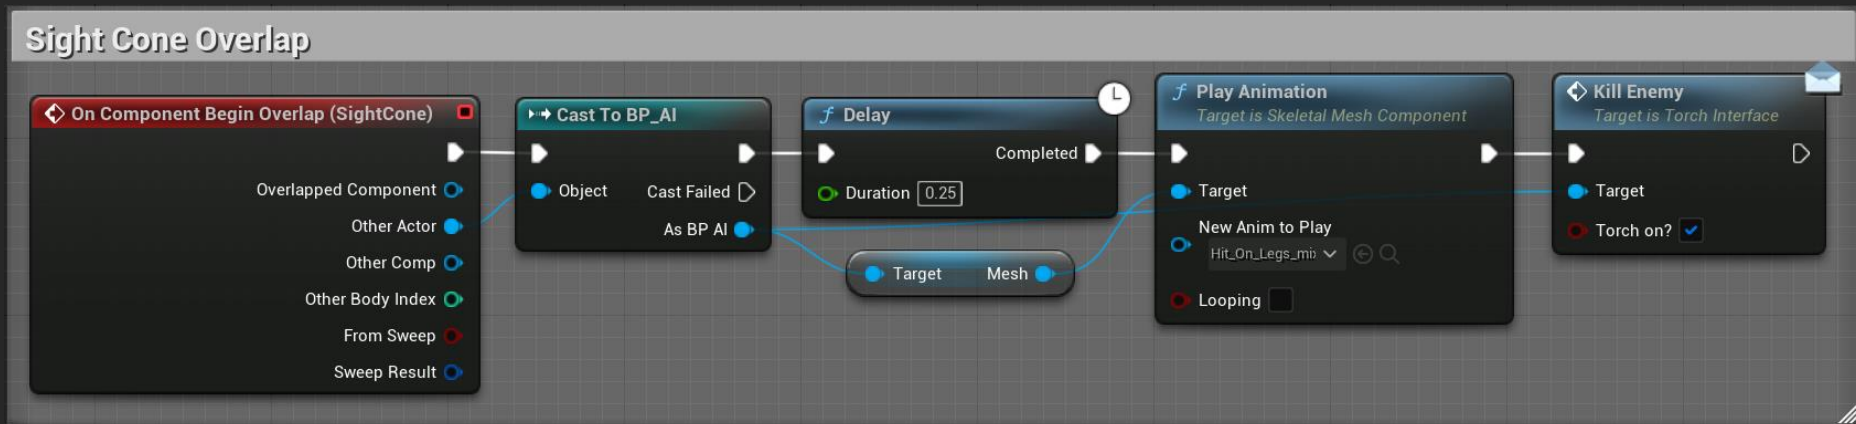 Sight Cone Overlap
On Component Begin Overlap (SightCone)
Overlapped Component
Other Actor
Other Comp
Other Body Index
From Sweep
Sweep Result
Cast To BP_AI
Object
Cast Failed
As BP AI
Delay
Completed
Duration 0.25
Target Mesh
Play Animation
Target is Skeletal Mesh Component
Target
New Anim to Play
Hit_On_Legs_mi
Looping
Kill Enemy
Target is Torch Interface
Target
Torch on?